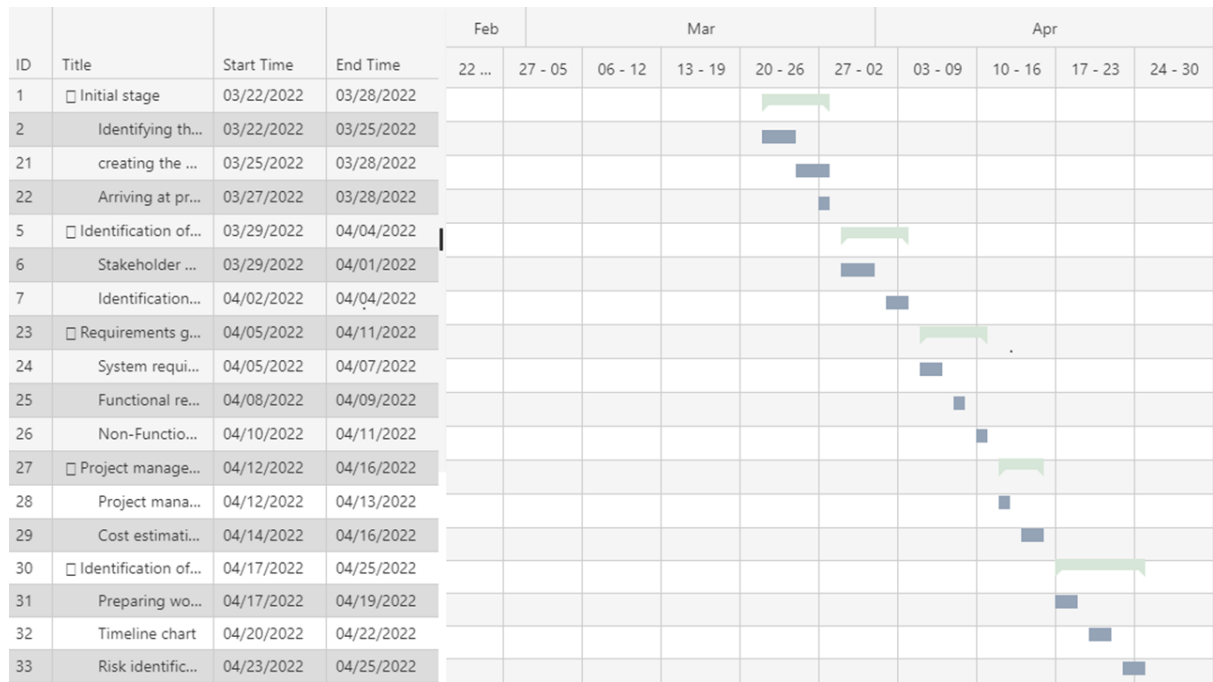 Feb Mar Apr
ID Title Start Time End Time 22 ... 27 - 05 06 - 12 13 - 19 20 - 26 27 - 02 03 - 09 10 - 16 17 - 23 24 - 30
1 Initial stage 03/22/2022 03/28/2022
2 Identifying th... 03/22/2022 03/25/2022
21 creating the ... 03/25/2022 03/28/2022
22 Arriving at pr... 03/27/2022 03/28/2022
5 Identification of... 03/29/2022 04/04/2022
6 Stakeholder ... 03/29/2022 04/01/2022
7 Identification... 04/02/2022 04/04/2022
23 Requirements g... 04/05/2022 04/11/2022
24 System requi... 04/05/2022 04/07/2022
25 Functional re... 04/08/2022 04/09/2022
26 Non-Functio... 04/10/2022 04/11/2022
27 Project manage... 04/12/2022 04/16/2022
28 Project mana... 04/12/2022 04/13/2022
29 Cost estimati... 04/14/2022 04/16/2022
30 Identification of... 04/17/2022 04/25/2022
31 Preparing wo... 04/17/2022 04/19/2022
32 Timeline chart 04/20/2022 04/22/2022
33 Risk identific... 04/23/2022 04/25/2022